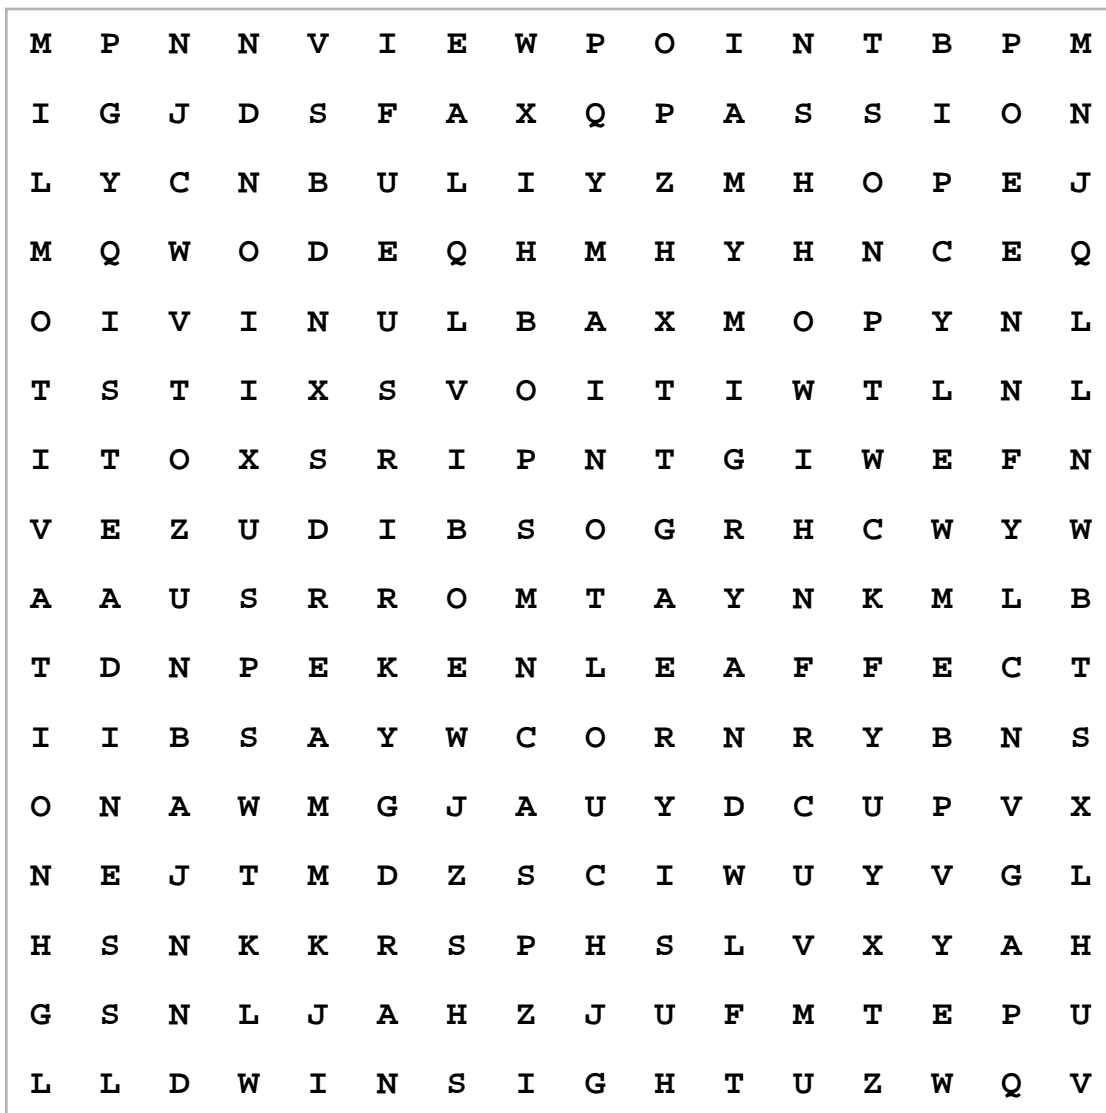 M P N N V I E W P O I N T B P M
I G J D S F A X Q P A S S I O N
L Y C N B U L I Y Z M H O P E J
M Q W O D E Q H M H Y H N C E Q
O I V I N U L B A X M O P Y N L
T S T I X S V O I T I W T L N L
I T O X S R I P N T G I W E F N
V E Z U D I B S O G R H C W Y W
A A U S R R O M T A Y N K M L B
T D N P E K E N L E A F F E C T
I I B S A Y W C O R N R Y B N S
O N A W M G J A U Y D C U P V X
N E J T M D Z S C I W U Y V G L
H S N K K R S P H S L V X Y A H
G S N L J A H Z J U F M T E P U
L L D W I N S I G H T U Z W Q V